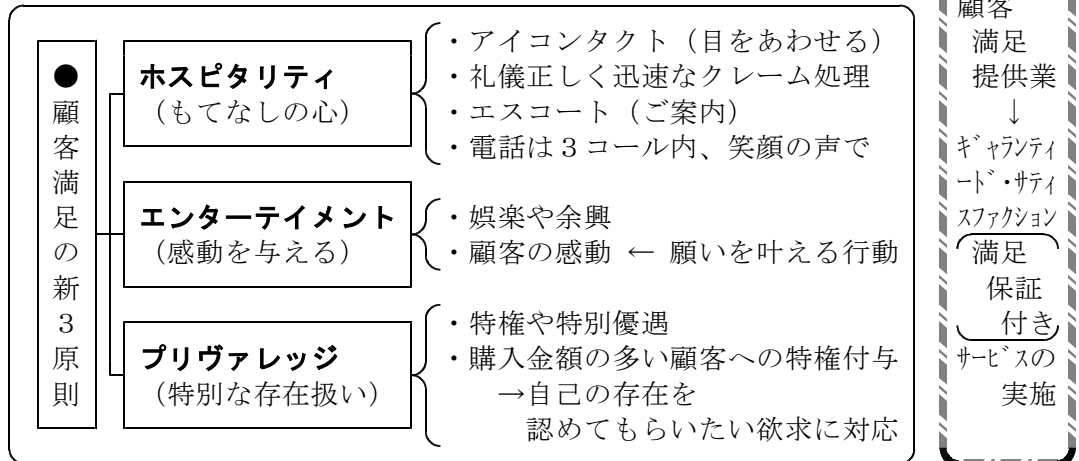 ●顧客満足の新３原則
ホスピタリティ
（もてなしの心）
・アイコンタクト（目をあわせる）
・礼儀正しく迅速なクレーム処理
・エスコート（ご案内）
・電話は３コール内、笑顔の声で
エンターテイメント
（感動を与える）
・娯楽や余興
・顧客の感動 ← 願いを叶える行動
プリヴァレッジ
（特別な存在扱い）
・特権や特別優遇
・購入金額の多い顧客への特権付与
→自己の存在を
認めてもらいたい欲求に対応
顧客
満足
提供業
↓
ｷﾞｬﾗﾝﾃｨ
ｰﾄﾞ･ｻﾃｨ
ｽﾌｧｸｼｮﾝ
満足
保証
付き
ｻｰﾋﾞｽの
実施